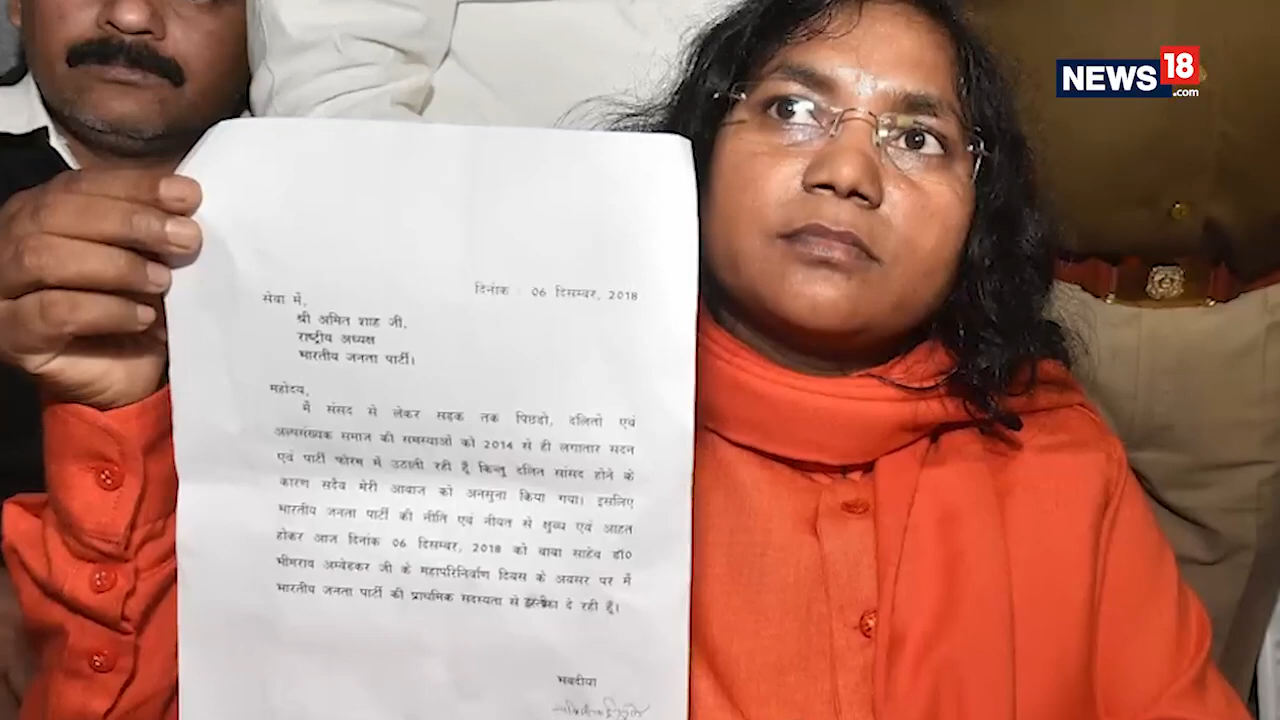 NEWS 18
.com
दिनांक : 06 दिसम्बर, 2018
सेवा में,
श्री अमित शाह जी,
राष्ट्रीय अध्यक्ष
भारतीय जनता पार्टी।
महोदय,
मैं संसद से लेकर सड़क तक पिछडो, दलितो एवं
अल्पसंख्यक समाज की समस्याओं को 2014 से ही लगातार सदन
एवं पार्टी फोरम में उठाती रही हूँ किन्तु दलित सांसद होने के
कारण सदैव मेरी आवाज को अनसुना किया गया। इसलिए
भारतीय जनता पार्टी की नीति एवं नीयत से क्षुब्ध एवं आहत
होकर आज दिनांक 06 दिसम्बर, 2018 को बाबा साहेब डॉ0
भीमराव अम्बेडकर जी के महापरिनिर्वाण दिवस के अवसर पर में
भारतीय जनता पार्टी की प्राथमिक सदस्यता से दे रही हूँ।
भवदीया